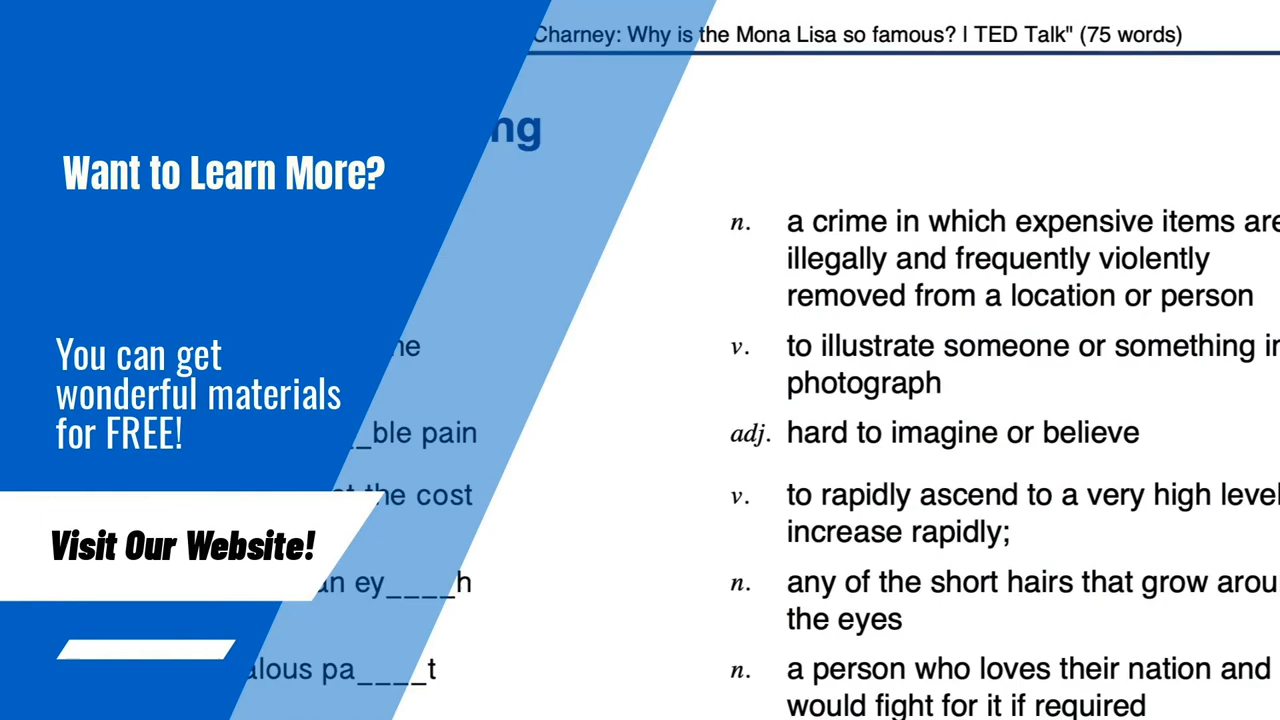 Charney: Why is the Mona Lisa so famous? | TED Talk" (75 words)
ng
Want to Learn More?
You can get
wonderful materials
for FREE!
Visit Our Website!
n. a crime in which expensive items are
illegally and frequently violently
removed from a location or person
he v. to illustrate someone or something in
photograph
_ble pain adj. hard to imagine or believe
the cost v. to rapidly ascend to a very high level
increase rapidly;
an ey____h n. any of the short hairs that grow arou
the eyes
alous pa____t n. a person who loves their nation and
would fight for it if required